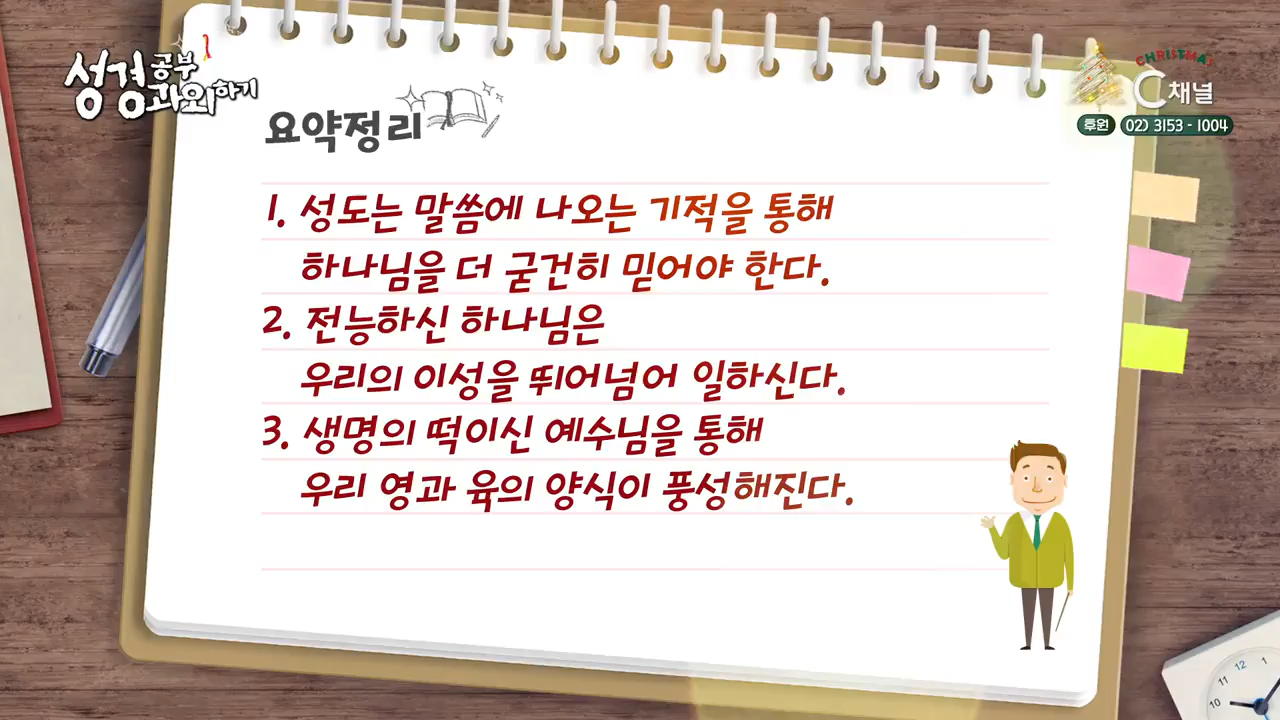 성경공부
과외하기
CHRISTMAS
C채널
후원 02) 3153 - 1004
요약정리
1. 성도는 말씀에 나오는 기적을 통해
하나님을 더 굳건히 믿어야 한다.
2. 전능하신 하나님은
우리의 이성을 뛰어넘어 일하신다.
3. 생명의 떡이신 예수님을 통해
우리 영과 육의 양식이 풍성해진다.
12
1
11
10